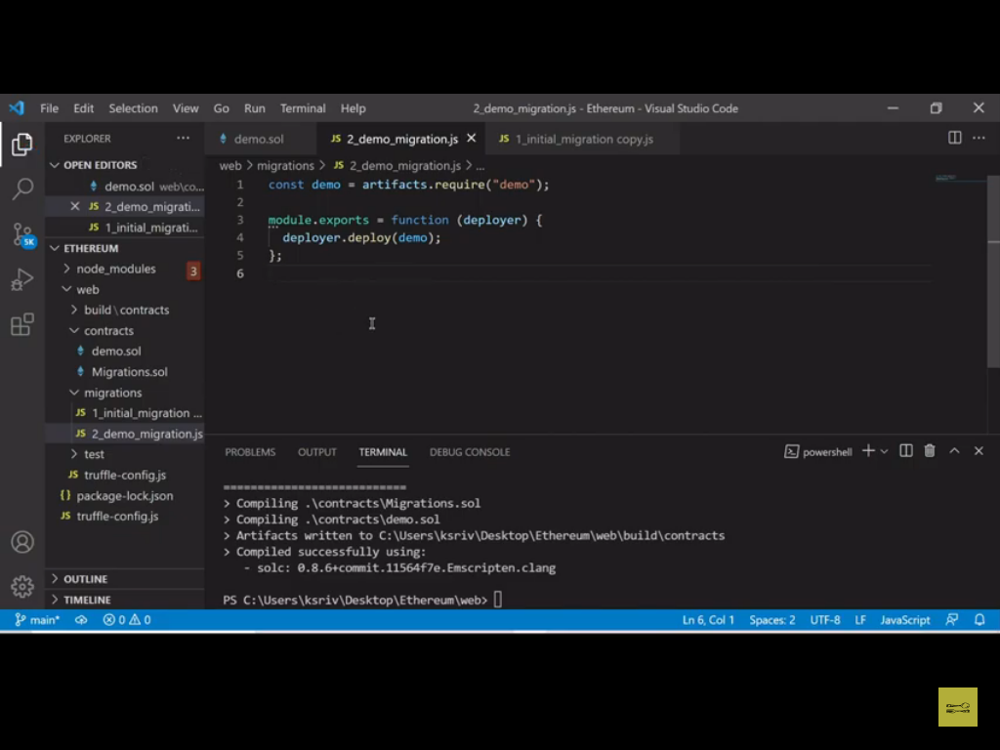 File Edit Selection View Go Run Terminal Help 2_demo_migration.js - Ethereum - Visual Studio Code
EXPLORER
demo.sol JS 2_demo_migration.js JS 1_initial_migration copy.js
OPEN EDITORS
demo.sol web\co...
JS 2_demo_migrati...
JS 1_initial_migrati...
5K
ETHEREUM
node_modules 3
web
build \ contracts
contracts
demo.sol
Migrations.sol
migrations
JS 1_initial_migration ...
JS 2_demo_migration.js
test
JS truffle-config.js
{} package-lock.json
JS truffle-config.js
OUTLINE
TIMELINE
web > migrations > JS 2_demo_migration.js > ...
1 const demo = artifacts.require("demo");
2
3 module.exports = function (deployer) {
4 deployer.deploy(demo);
5 };
6
PROBLEMS OUTPUT TERMINAL DEBUG CONSOLE powershell
===========================
> Compiling .\contracts\Migrations.sol
> Compiling .\contracts\demo.sol
> Artifacts written to C:\Users\ksriv\Desktop\Ethereum\web\build\contracts
> Compiled successfully using:
- solc: 0.8.6+commit.11564f7e.Emscripten.clang
PS C:\Users\ksriv\Desktop\Ethereum\web>
main* 0 0 Ln 6, Col 1 Spaces: 2 UTF-8 LF JavaScript